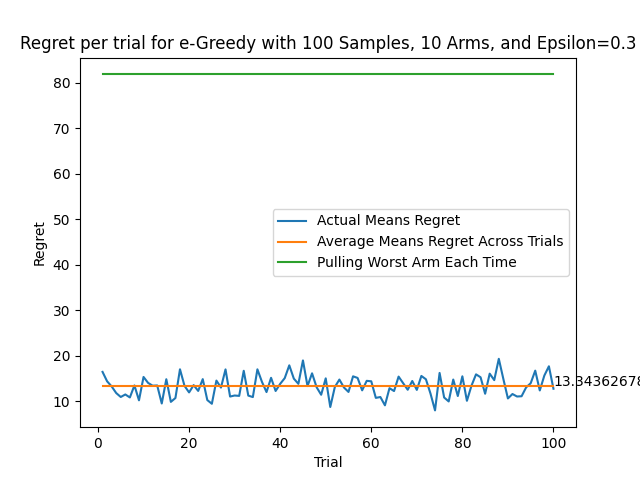 Regret per trial for e-Greedy with 100 Samples, 10 Arms, and Epsilon=0.3
80
70
60
50
40
30
20
10
Regret
Actual Means Regret
Average Means Regret Across Trials
Pulling Worst Arm Each Time
13.34362678
0
20
40
60
80
100
Trial